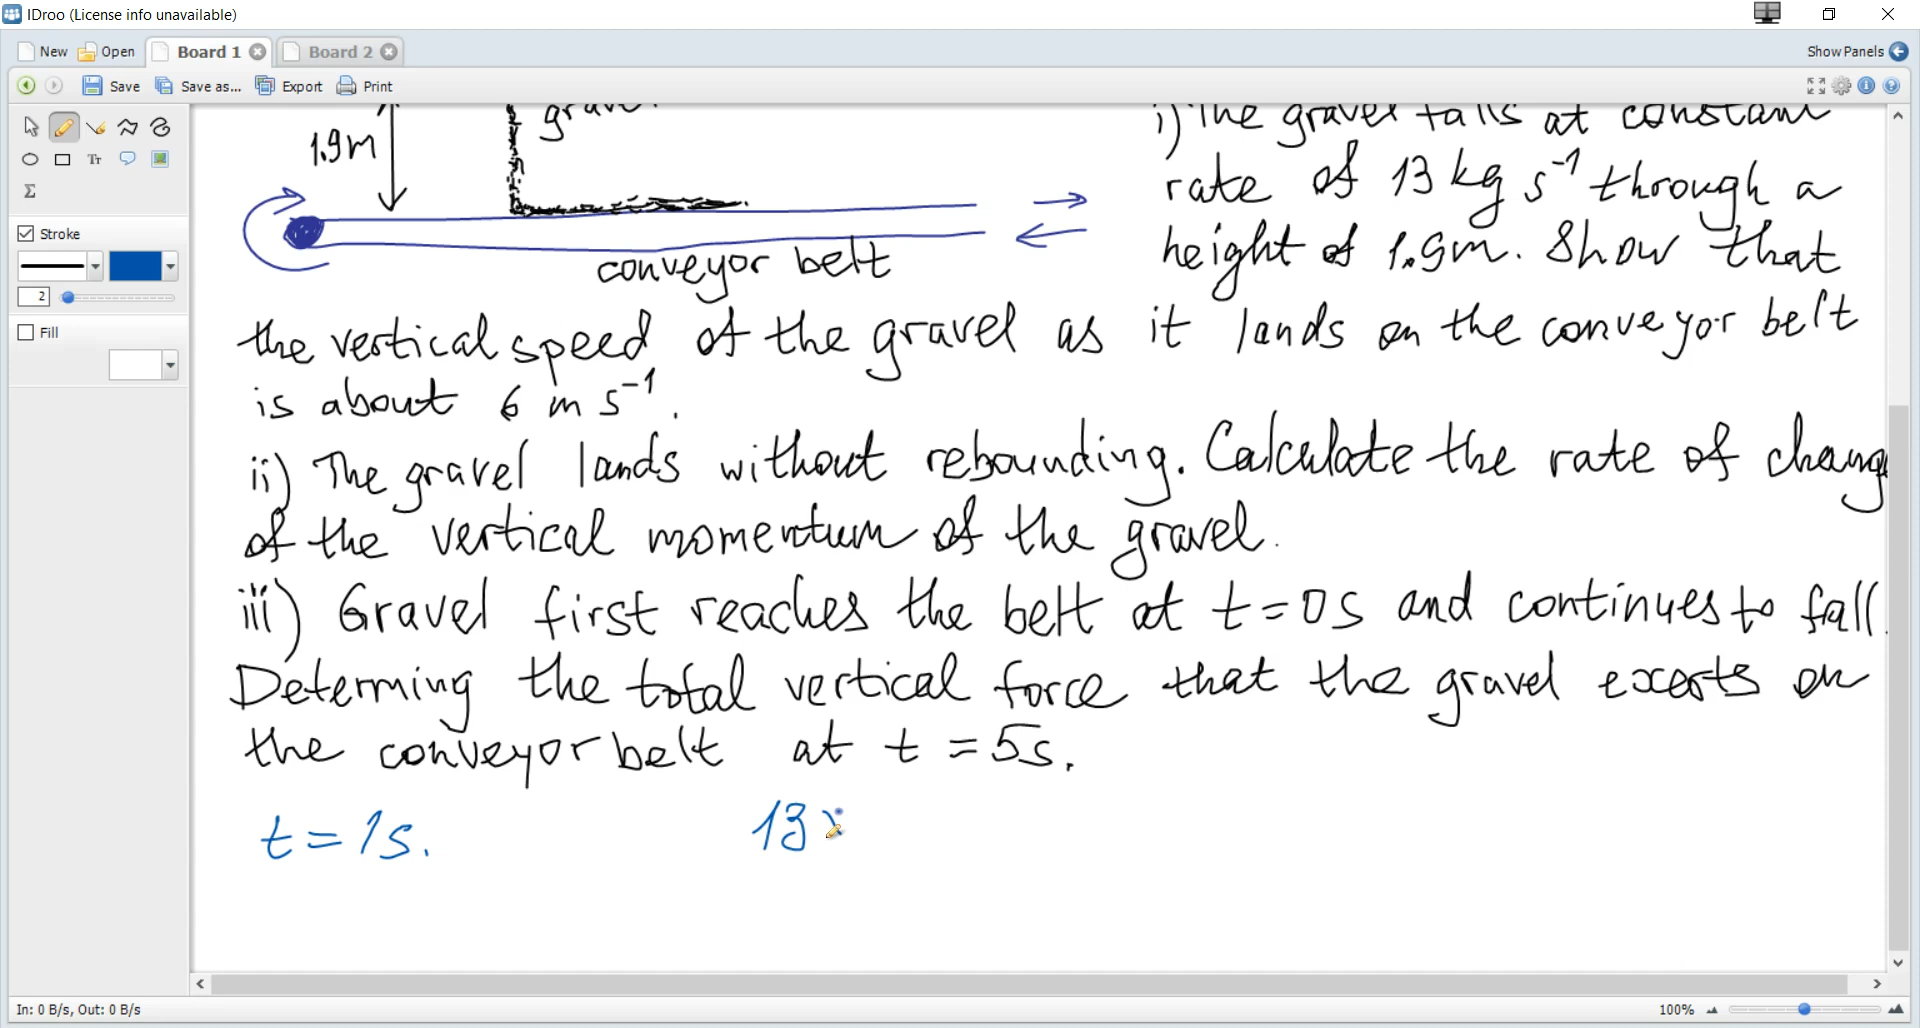 IDroo (License info unavailable)
New Open Board 1 Board 2 Show Panels
Save Save as... Export Print
Tr
Σ
Stroke
2
Fill
1.9m
conveyor belt
i) The gravel falls at constant
rate of 13 kg s⁻¹ through a
height of 1.9m. Show that
the vertical speed of the gravel as it lands on the conveyor belt
is about 6 m s⁻¹.
ii) The gravel lands without rebounding. Calculate the rate of chang
of the vertical momentum of the gravel.
iii) Gravel first reaches the belt at t=0s and continues to fall.
Determing the total vertical force that the gravel exerts on
the conveyor belt at t = 5s.
t = 1s. 13
In: 0 B/s, Out: 0 B/s 100%